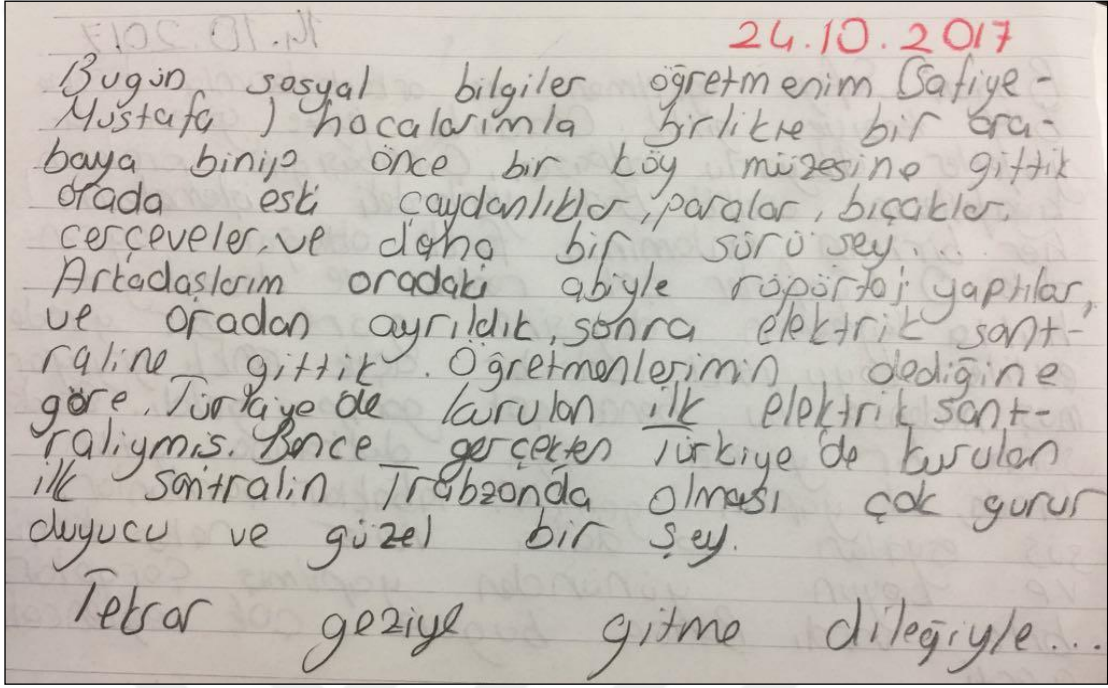 24.10.2017
Bugün sosyal bilgiler öğretmenim (Safiye-
Mustafa) hocalarımla birlikte bir ara-
baya binip önce bir köy müzesine gittik
orada eski çaydanlıklar, paralar, bıçaklar,
çerçeveler, ve daha bir sürü şey...
Arkadaşlarım oradaki abiyle röportaj yaptılar,
ve oradan ayrıldık, sonra elektrik sant-
raline gittik. Öğretmenlerimin dediğine
göre, Türkiye de kurulan ilk elektrik sant-
raliymiş. Bence gerçekten Türkiye'de kurulan
ilk santralin Trabzonda olması çok gurur
duyucu ve güzel bir şey.
Tekrar geziye gitme dileğiyle...